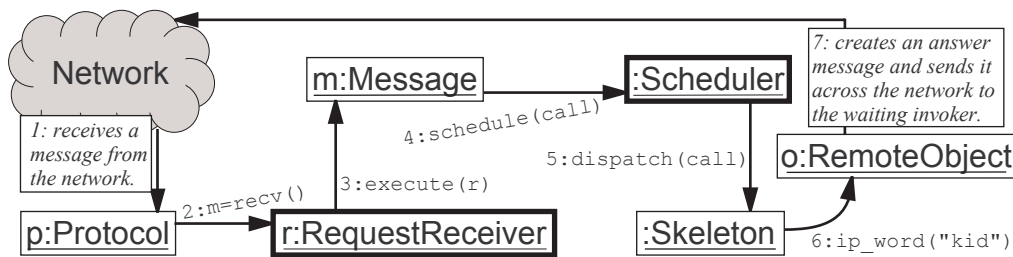 Network
1: receives a
message from
the network.
p:Protocol
2:m=recv()
r:RequestReceiver
3:execute(r)
m:Message
4:schedule(call)
:Scheduler
5:dispatch(call)
:Skeleton
6:ip_word("kid")
o:RemoteObject
7: creates an answer
message and sends it
across the network to
the waiting invoker.